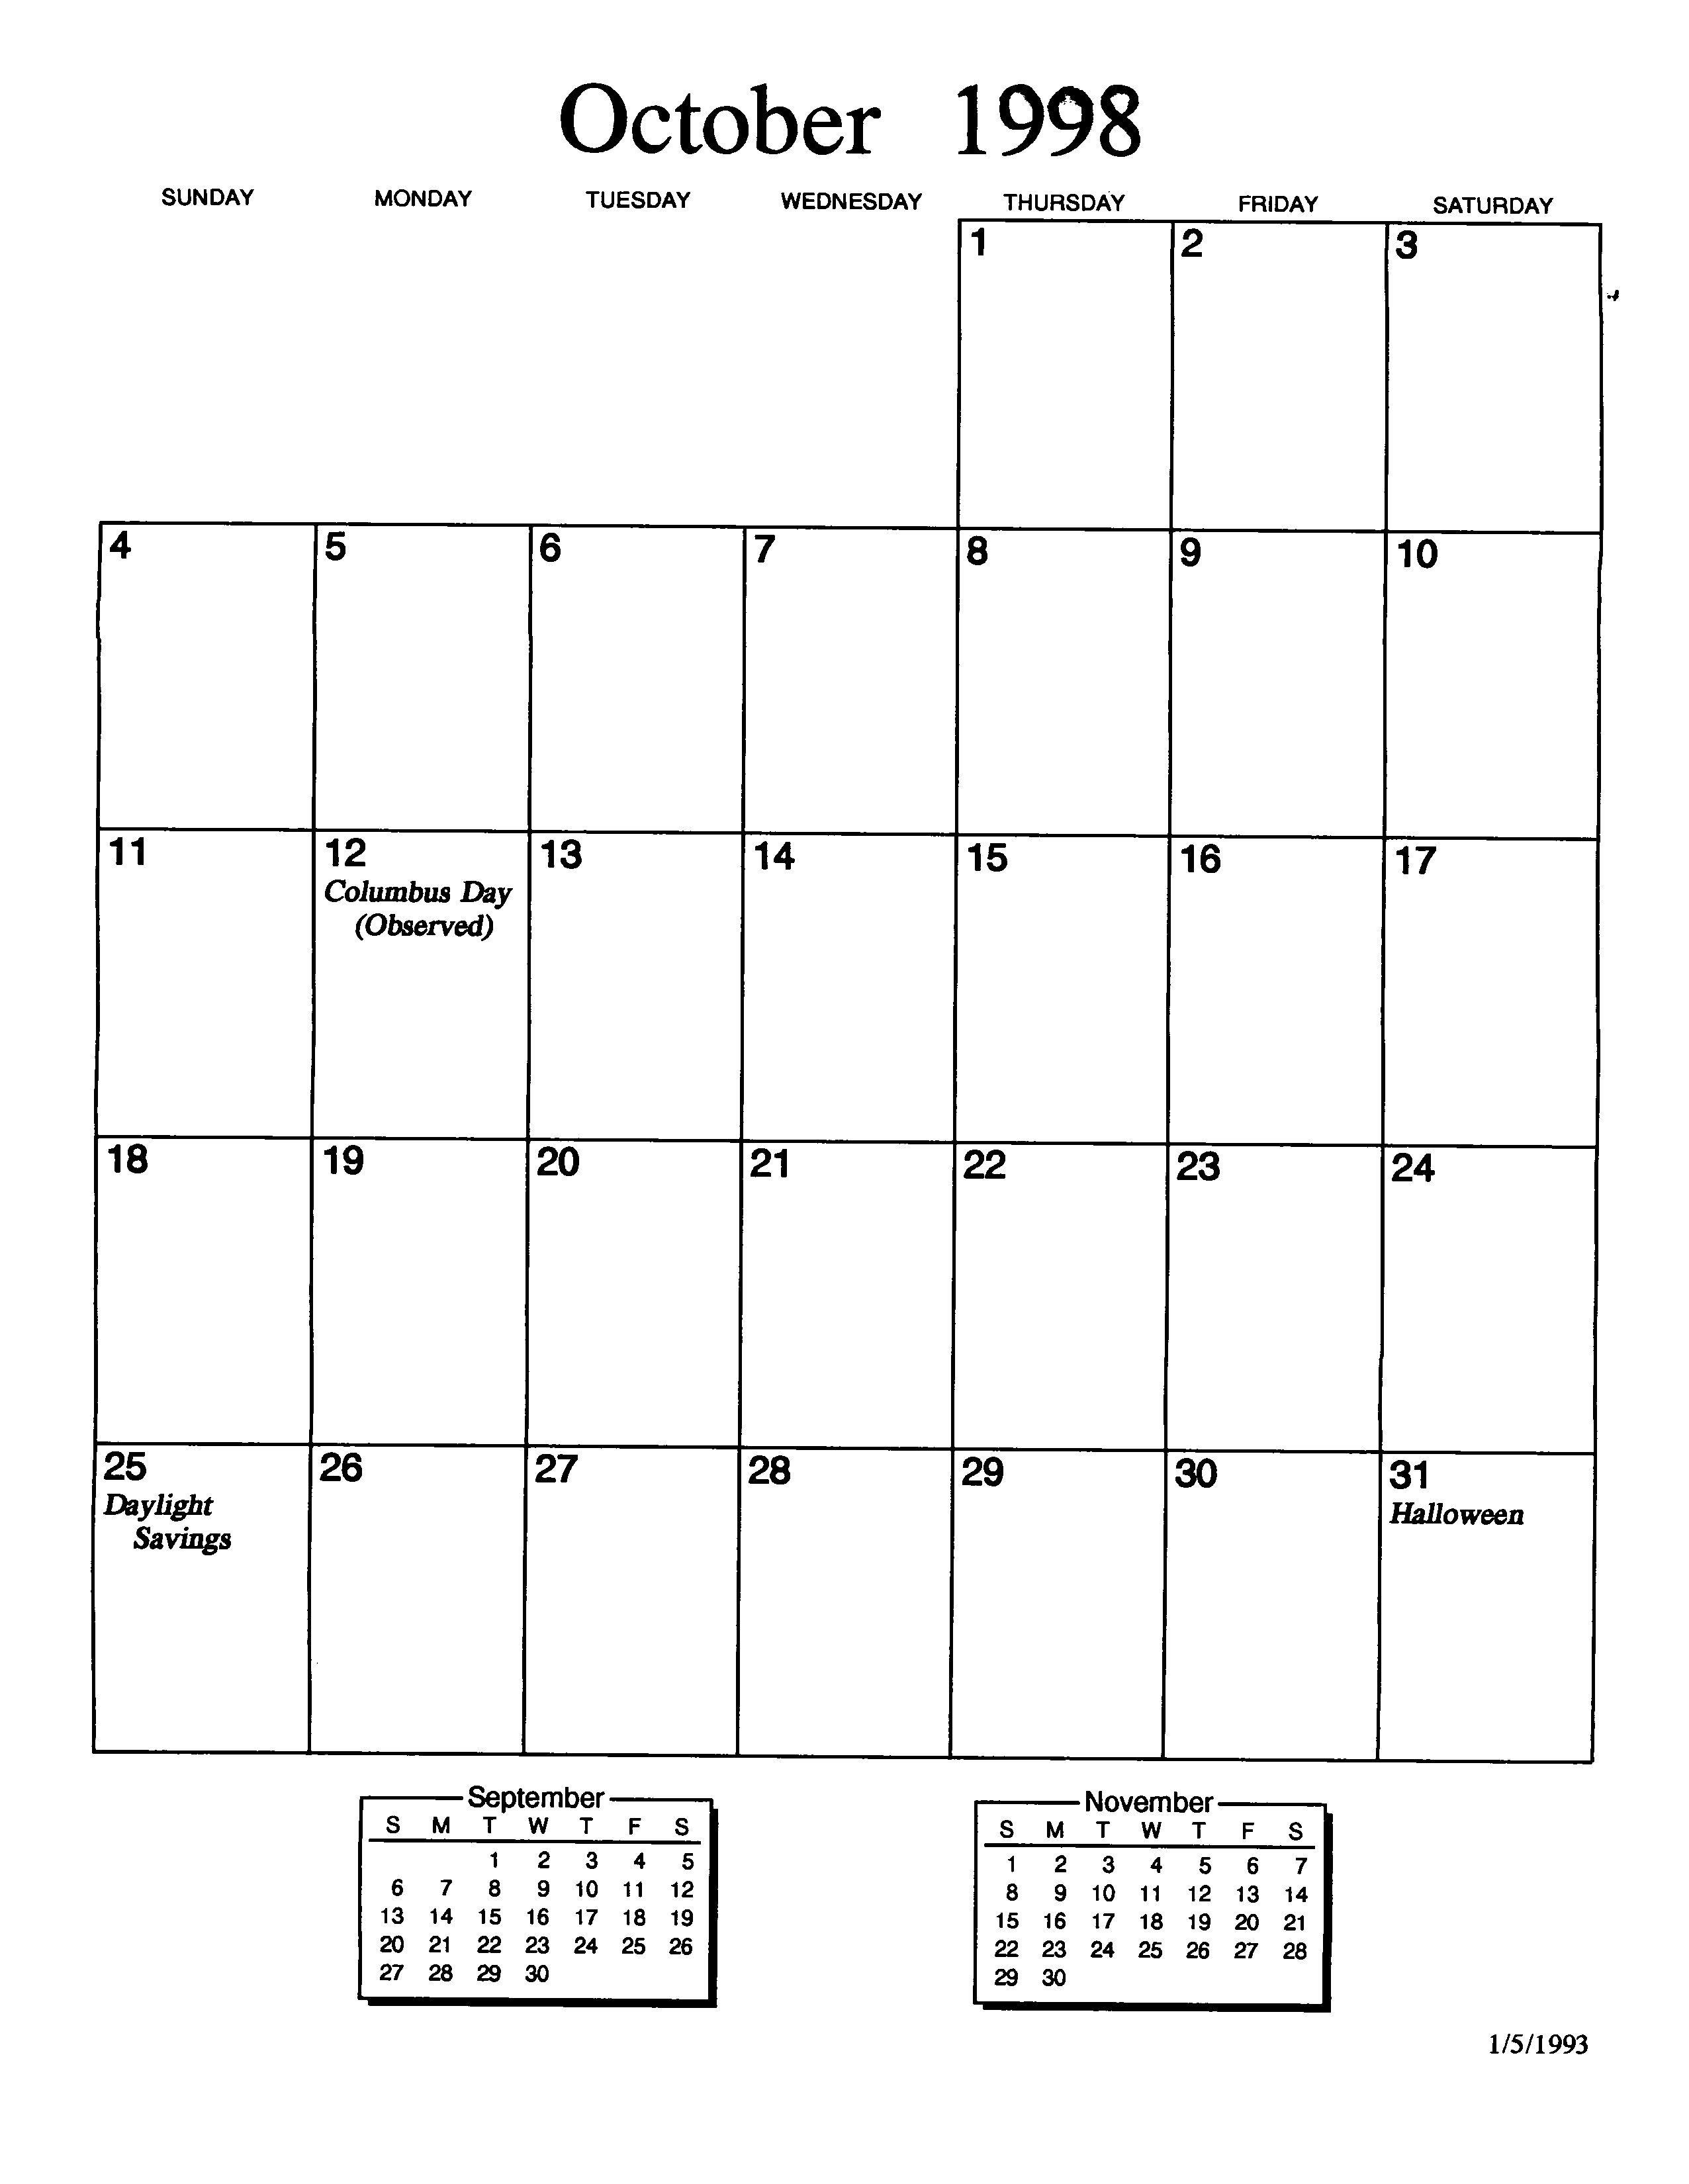 October 1998
SUNDAY MONDAY TUESDAY WEDNESDAY THURSDAY FRIDAY SATURDAY
1 2 3
4 5 6 7 8 9 10
11 12 13 14 15 16 17
Columbus Day
(Observed)
18 19 20 21 22 23 24
25 26 27 28 29 30 31
Daylight
Savings
Halloween
September
S M T W T F S
1 2 3 4 5
6 7 8 9 10 11 12
13 14 15 16 17 18 19
20 21 22 23 24 25 26
27 28 29 30
November
S M T W T F S
1 2 3 4 5 6 7
8 9 10 11 12 13 14
15 16 17 18 19 20 21
22 23 24 25 26 27 28
29 30
1/5/1993